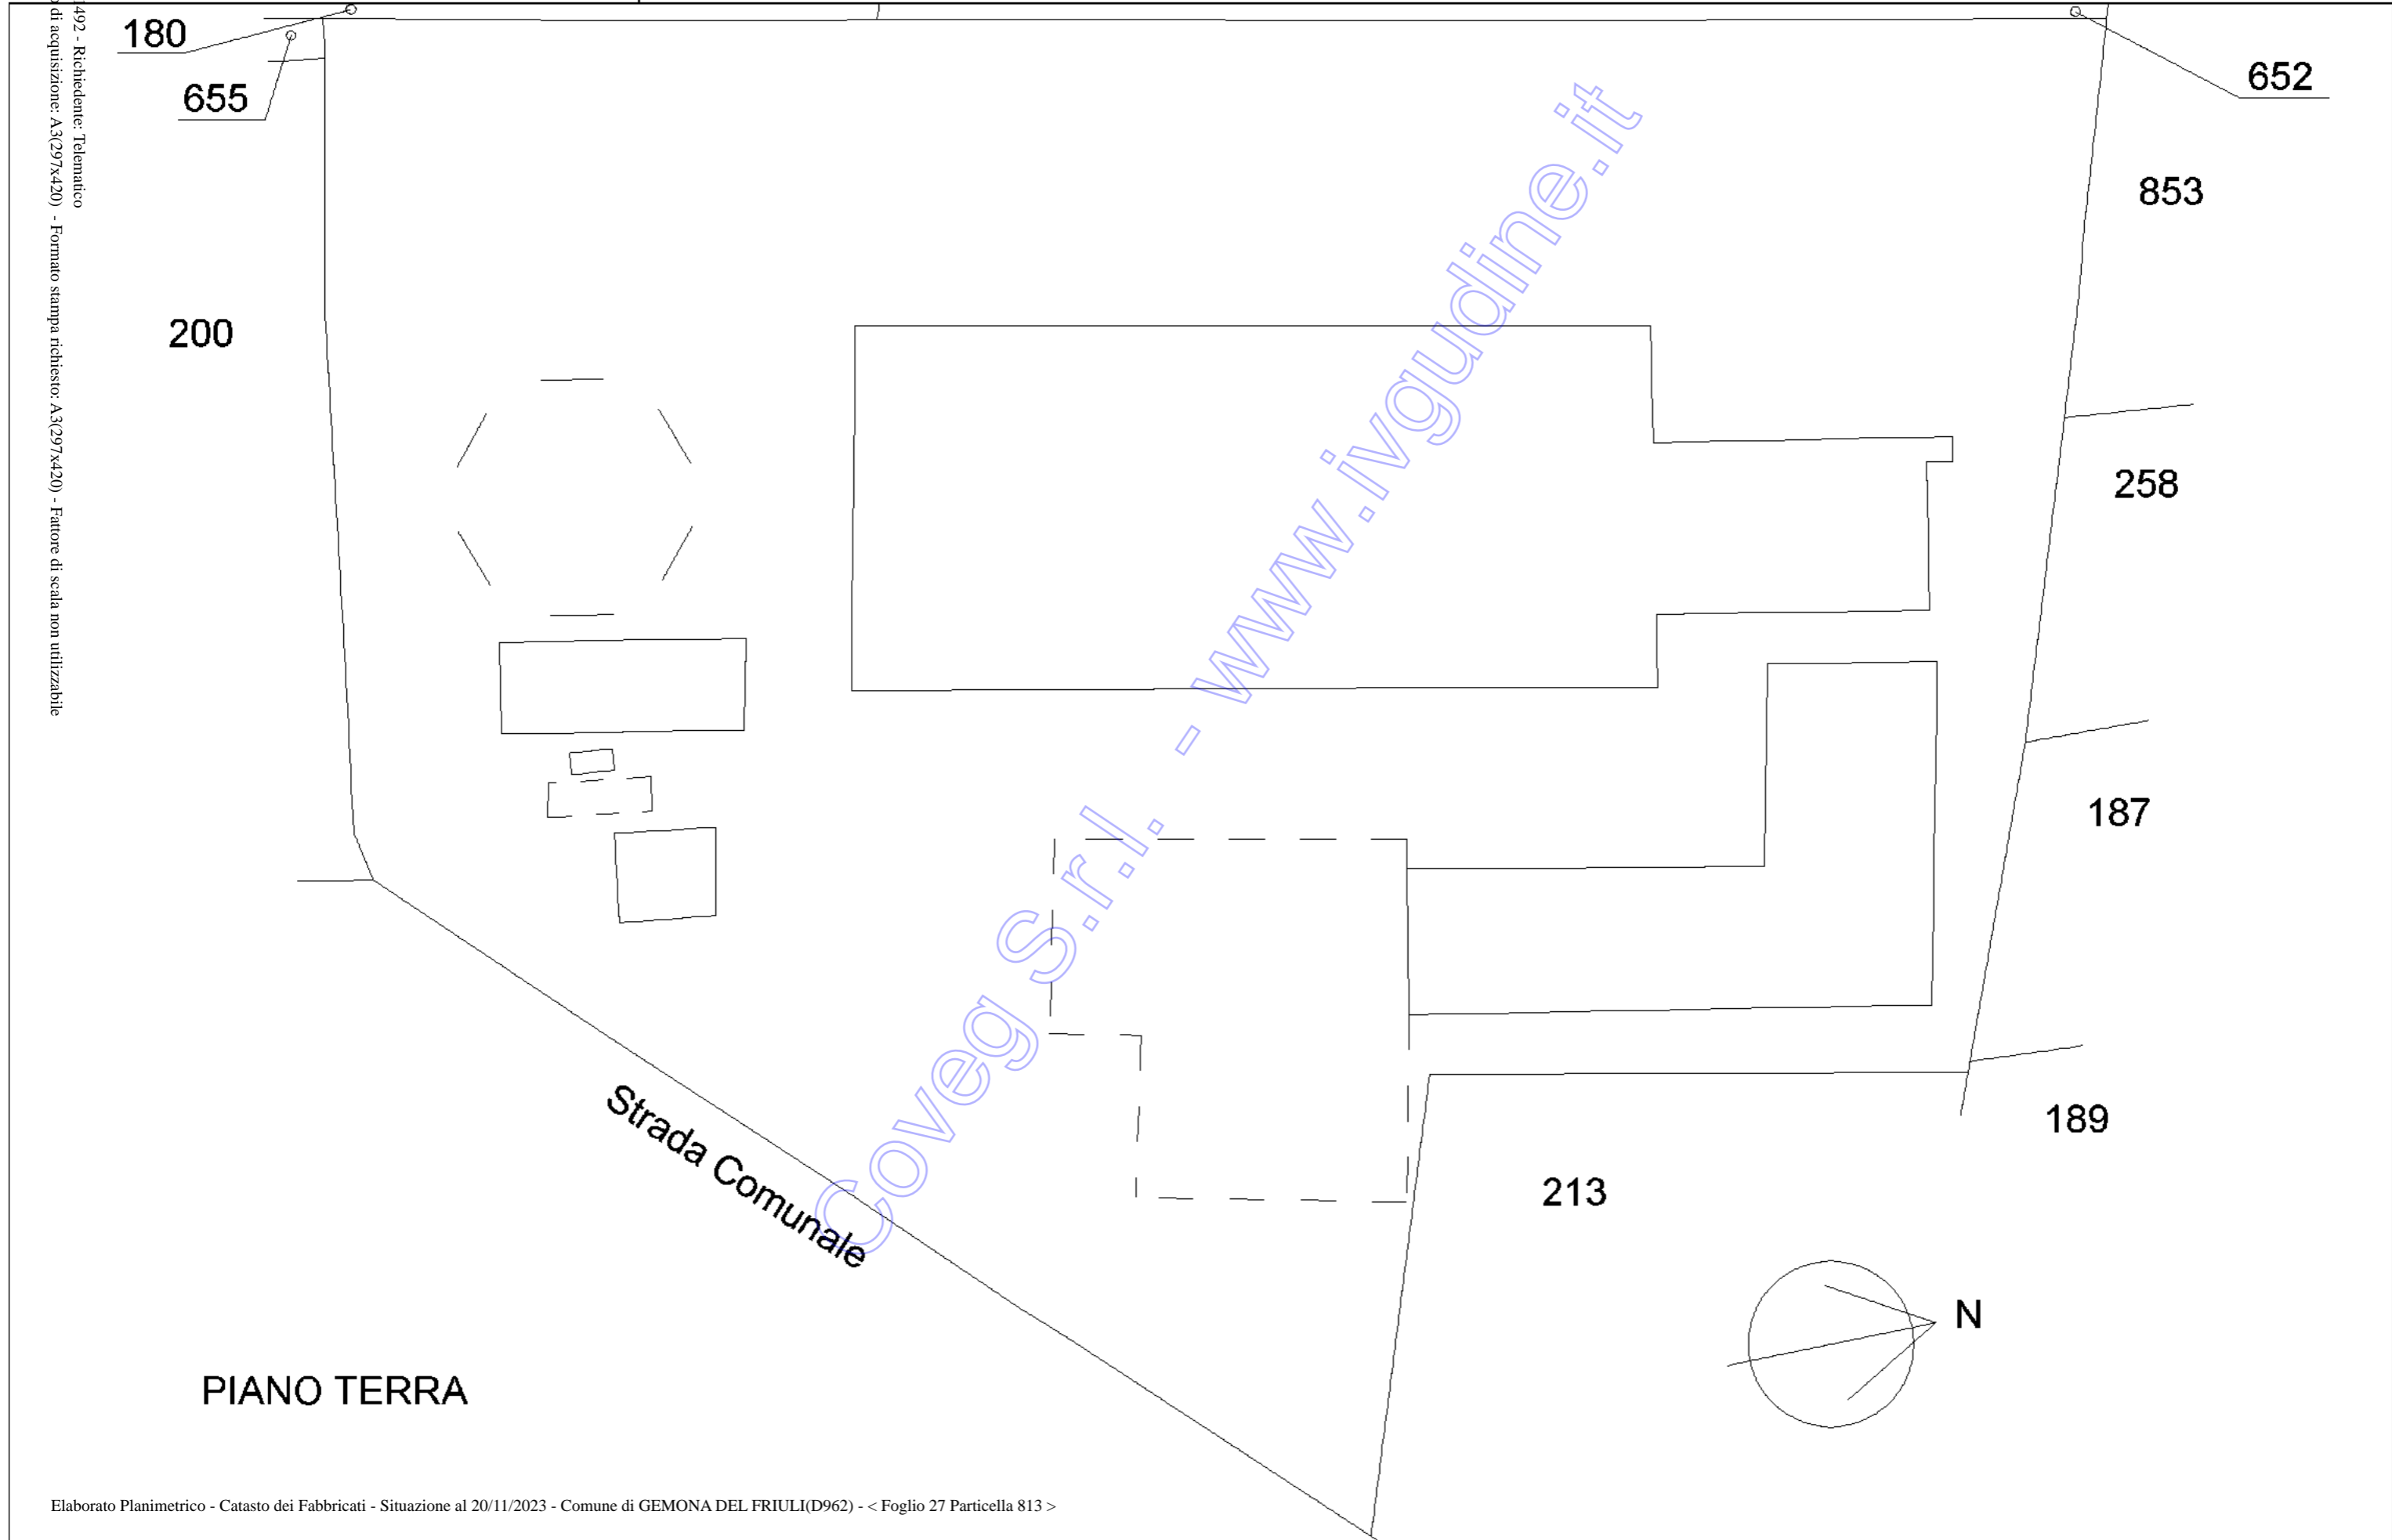 1492 - Richiedente: Telematico
di acquisizione: A3(297x420) - Formato stampa richiesto: A3(297x420) - Fattore di scala non utilizzabile
180
655
652
853
200
258
187
189
213
Strada Comunale
N
PIANO TERRA
Coveg S.r.l. - www.ivgudine.it
Elaborato Planimetrico - Catasto dei Fabbricati - Situazione al 20/11/2023 - Comune di GEMONA DEL FRIULI(D962) - < Foglio 27 Particella 813 >